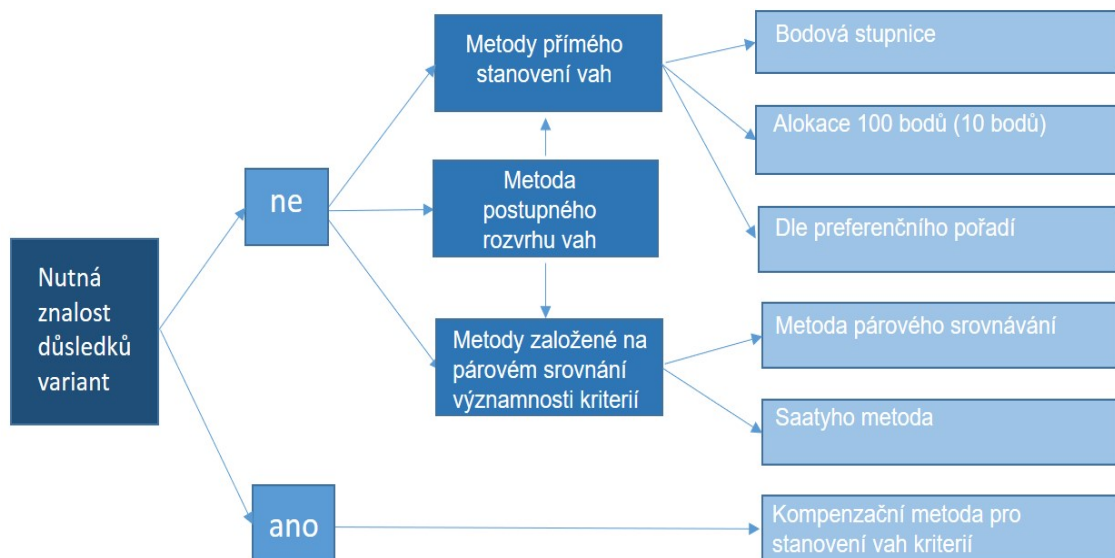 Nutná
znalost
důsledků
variant
ne
ano
Metody přímého
stanovení vah
Metoda
postupného
rozvrhu vah
Metody založené na
párovém srovnání
významnosti kriterií
Bodová stupnice
Alokace 100 bodů (10 bodů)
Dle preferenčního pořadí
Metoda párového srovnávání
Saatyho metoda
Kompenzační metoda pro
stanovení vah kriterií